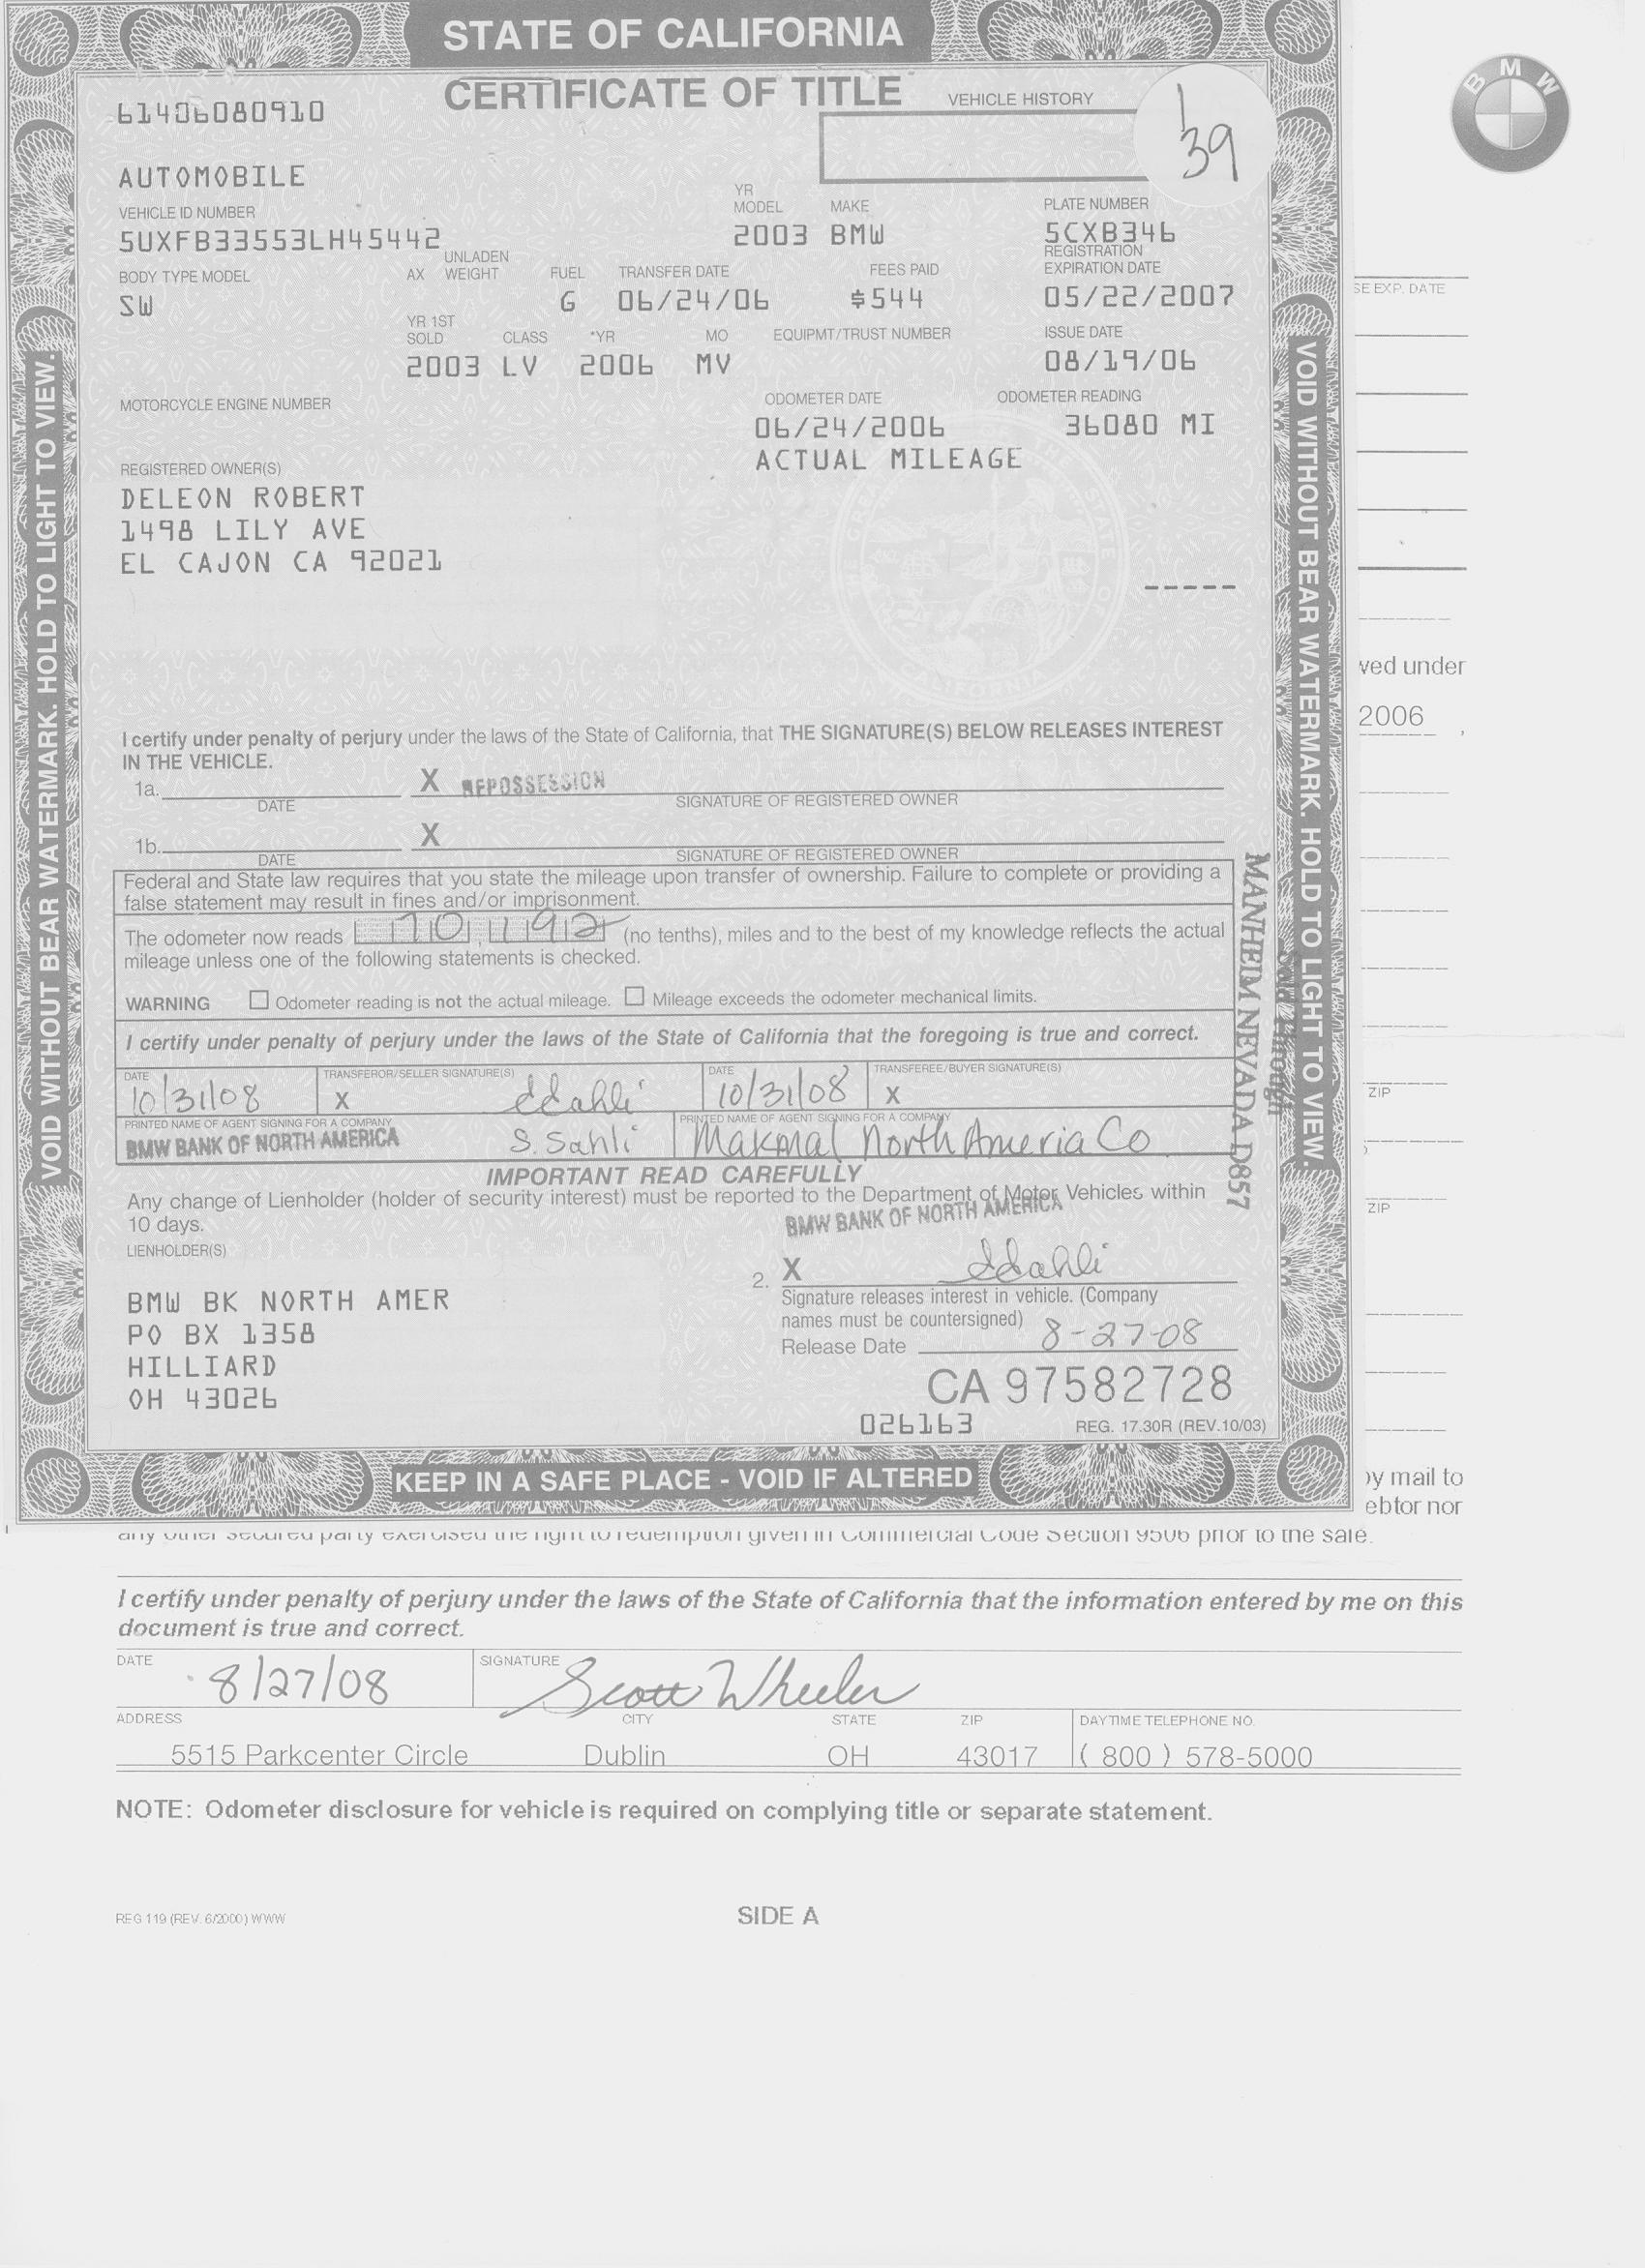 STATE OF CALIFORNIA
CERTIFICATE OF TITLE
VEHICLE HISTORY
1
39
BMW
61406080910
AUTOMOBILE
VEHICLE ID NUMBER
YR MODEL MAKE PLATE NUMBER
5UXFB33553LH45442 2003 BMW 5CXB346
BODY TYPE MODEL AX UNLADEN WEIGHT FUEL TRANSFER DATE FEES PAID REGISTRATION EXPIRATION DATE
SW G 06/24/06 $544 05/22/2007
YR 1ST SOLD CLASS *YR MO EQUIPMT/TRUST NUMBER ISSUE DATE
2003 LV 2006 MV 08/19/06
MOTORCYCLE ENGINE NUMBER ODOMETER DATE ODOMETER READING
06/24/2006 36080 MI
ACTUAL MILEAGE
REGISTERED OWNER(S)
DELEON ROBERT
1498 LILY AVE
EL CAJON CA 92021
-----
I certify under penalty of perjury under the laws of the State of California, that THE SIGNATURE(S) BELOW RELEASES INTEREST
IN THE VEHICLE.
1a. X REPOSSESSION
DATE SIGNATURE OF REGISTERED OWNER
1b. X
DATE SIGNATURE OF REGISTERED OWNER
Federal and State law requires that you state the mileage upon transfer of ownership. Failure to complete or providing a
false statement may result in fines and/or imprisonment.
The odometer now reads 70,192 (no tenths), miles and to the best of my knowledge reflects the actual
mileage unless one of the following statements is checked.
WARNING Odometer reading is not the actual mileage. Mileage exceeds the odometer mechanical limits.
I certify under penalty of perjury under the laws of the State of California that the foregoing is true and correct.
DATE TRANSFEROR/SELLER SIGNATURE(S) DATE TRANSFEREE/BUYER SIGNATURE(S)
10/31/08 X SSahli 10/31/08 X
PRINTED NAME OF AGENT SIGNING FOR A COMPANY PRINTED NAME OF AGENT SIGNING FOR A COMPANY
BMW BANK OF NORTH AMERICA S. Sahli Makmal North Ameria Co
IMPORTANT READ CAREFULLY
Any change of Lienholder (holder of security interest) must be reported to the Department of Motor Vehicles within
10 days.
BMW BANK OF NORTH AMERICA
LIENHOLDER(S)
2. X SSahli
BMW BK NORTH AMER
PO BX 1358
HILLIARD
OH 43026
Signature releases interest in vehicle. (Company
names must be countersigned)
Release Date 8-27-08
CA 97582728
026163 REG. 17.30R (REV.10/03)
KEEP IN A SAFE PLACE - VOID IF ALTERED
VOID WITHOUT BEAR WATERMARK. HOLD TO LIGHT TO VIEW.
VOID WITHOUT BEAR WATERMARK. HOLD TO LIGHT TO VIEW.
Sold Through
MANHEIM NEVADA D857
SE EXP. DATE
ved under
2006 ,
ZIP
ZIP
by mail to
ebtor nor
any other secured party exercised the right to redemption given in Commercial Code Section 9506 prior to the sale.
I certify under penalty of perjury under the laws of the State of California that the information entered by me on this
document is true and correct.
DATE SIGNATURE
8/27/08 Scott Wheeler
ADDRESS CITY STATE ZIP DAYTIME TELEPHONE NO.
5515 Parkcenter Circle Dublin OH 43017 ( 800 ) 578-5000
NOTE: Odometer disclosure for vehicle is required on complying title or separate statement.
REG 119 (REV. 6/2000) WWW
SIDE A